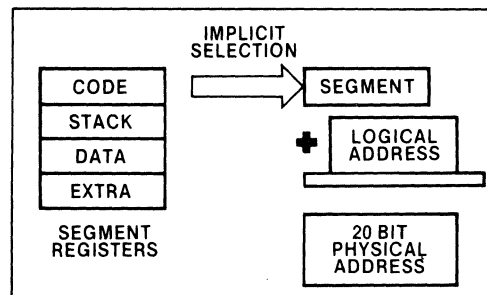 IMPLICIT
SELECTION
CODE
STACK
DATA
EXTRA
SEGMENT
REGISTERS
SEGMENT
+
LOGICAL
ADDRESS
20 BIT
PHYSICAL
ADDRESS